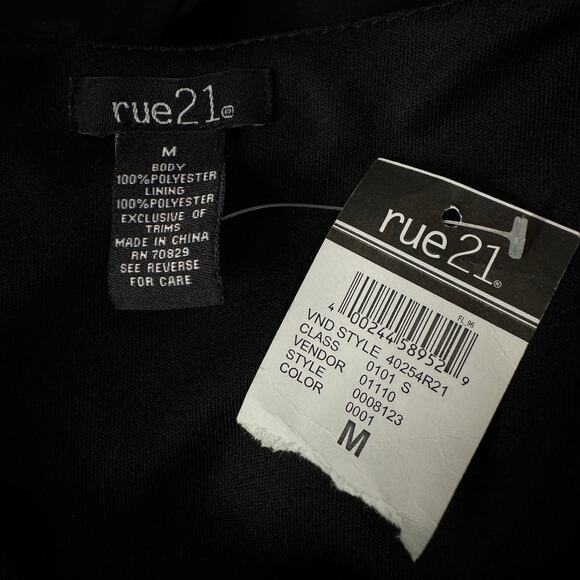 rue21®
M
BODY
100%POLYESTER
LINING
100%POLYESTER
EXCLUSIVE OF
TRIMS
MADE IN CHINA
RN 70829
SEE REVERSE
FOR CARE
rue21®
FL_96
4 00244 58952 9
VND STYLE 40254R21
CLASS 0101 S
VENDOR 01110
STYLE 0008123
COLOR 0001
M